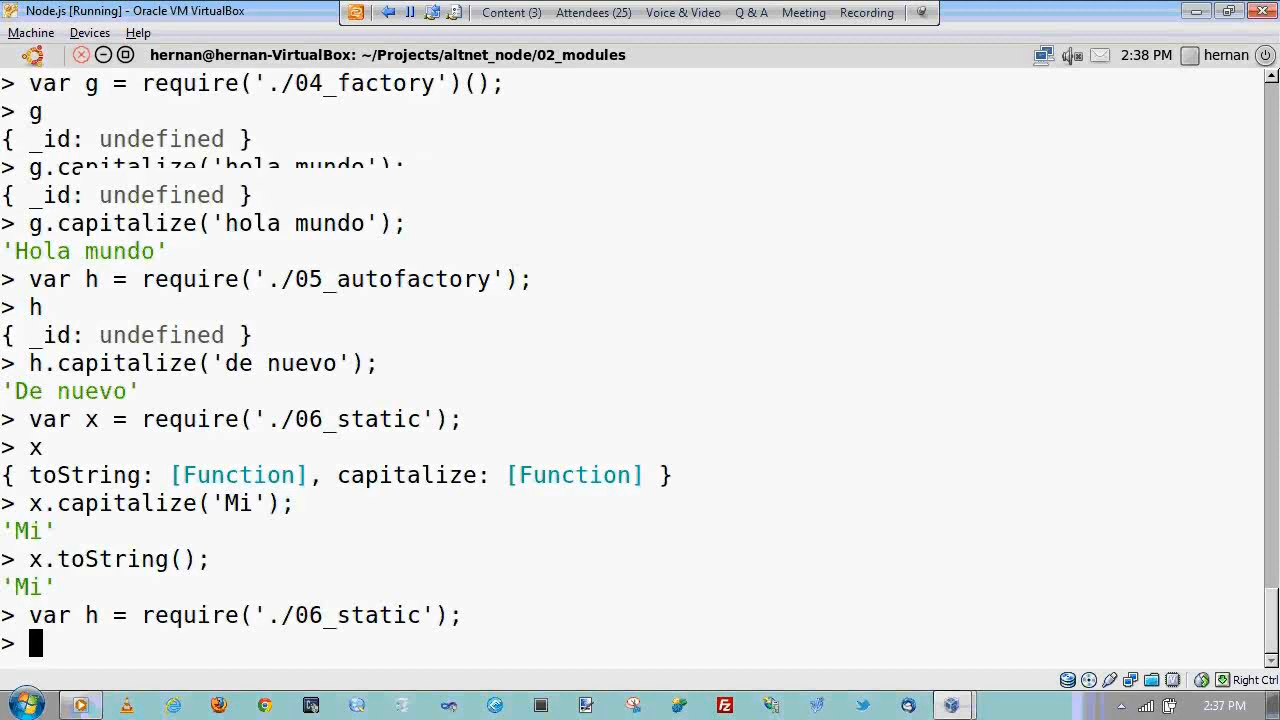 Node.js [Running] - Oracle VM VirtualBox
Content (3) Attendees (25) Voice & Video Q & A Meeting Recording
Machine Devices Help
hernan@hernan-VirtualBox: ~/Projects/altnet_node/02_modules
2:38 PM hernan
> var g = require('./04_factory')();
> g
{ _id: undefined }
> g.capitalize('hola mundo');
{ _id: undefined }
> g.capitalize('hola mundo');
'Hola mundo'
> var h = require('./05_autofactory');
> h
{ _id: undefined }
> h.capitalize('de nuevo');
'De nuevo'
> var x = require('./06_static');
> x
{ toString: [Function], capitalize: [Function] }
> x.capitalize('Mi');
'Mi'
> x.toString();
'Mi'
> var h = require('./06_static');
>
Right Ctrl
2:37 PM